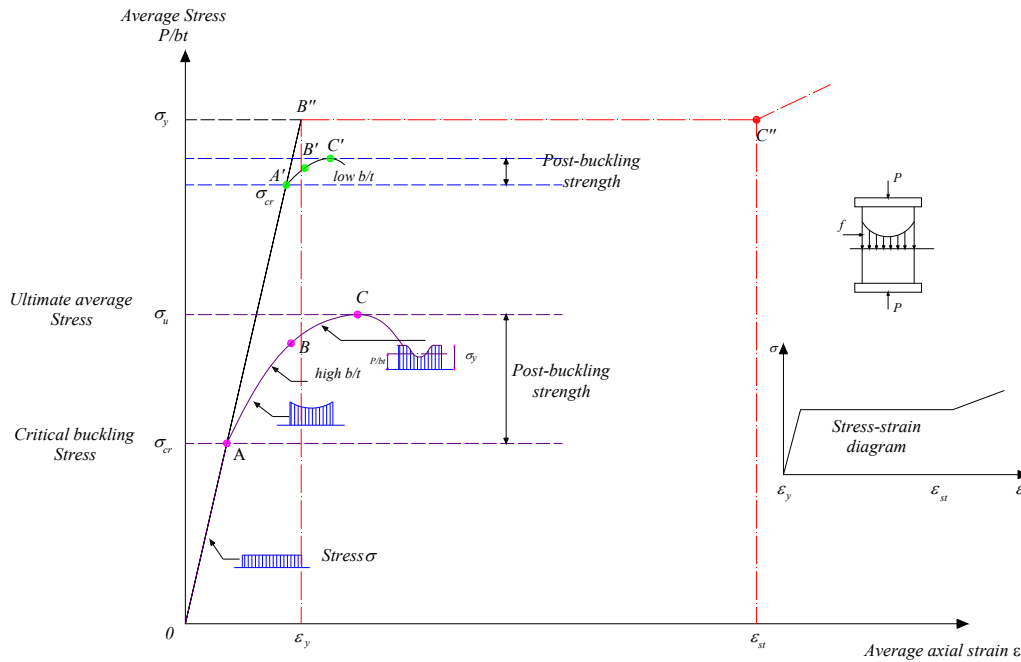 Average Stress
P/bt
σy
B″
C″
B′
C′
A′
low b/t
σcr
Post-buckling
strength
P
f
P
Ultimate average
Stress
σu
C
B
P/bt
σy
high b/t
Post-buckling
strength
σ
Stress-strain
diagram
εy
εst
ε
Critical buckling
Stress
σcr
A
Stress σ
0
εy
εst
Average axial strain ε